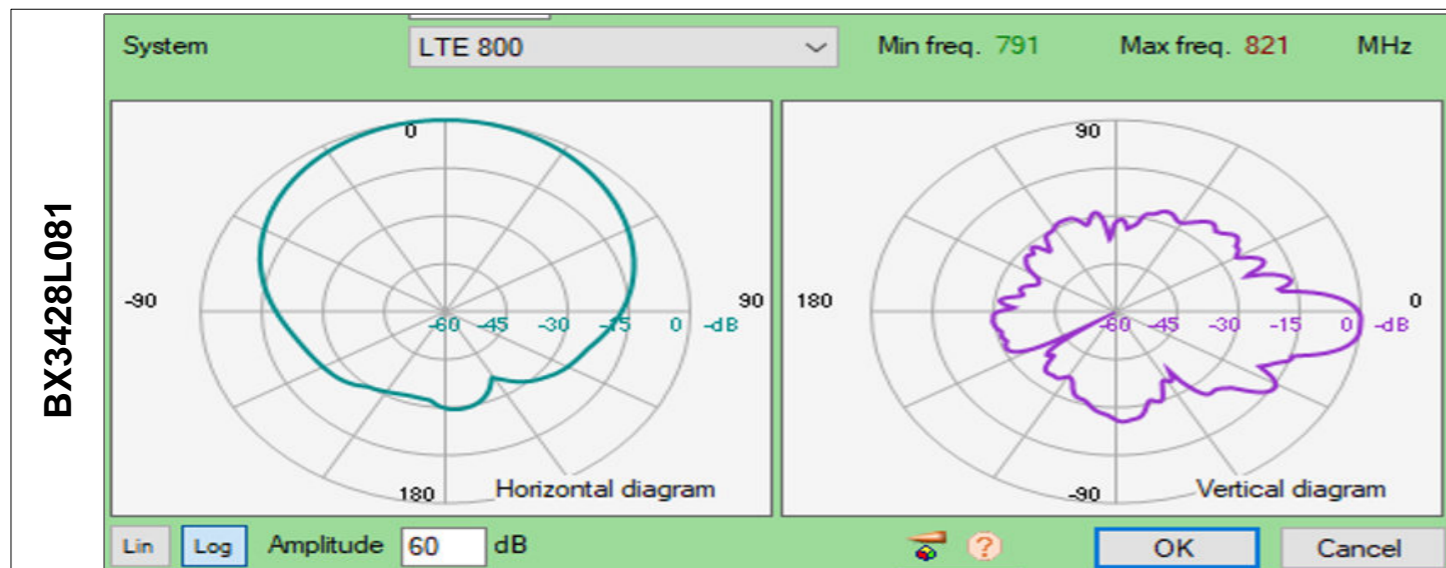 BX3428L081
System
LTE 800
Min freq. 791
Max freq. 821
MHz
0
-90
90
-60 -45 -30 -15 0 -dB
180
Horizontal diagram
90
180
0
-60 -45 -30 -15 0 -dB
-90
Vertical diagram
Lin
Log
Amplitude
60
dB
?
OK
Cancel